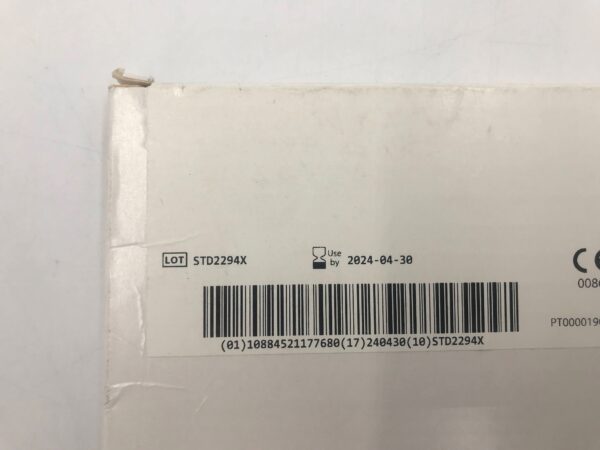 LOT STD2294X
Use by 2024-04-30
CE
(01)10884521177680(17)240430(10)STD2294X